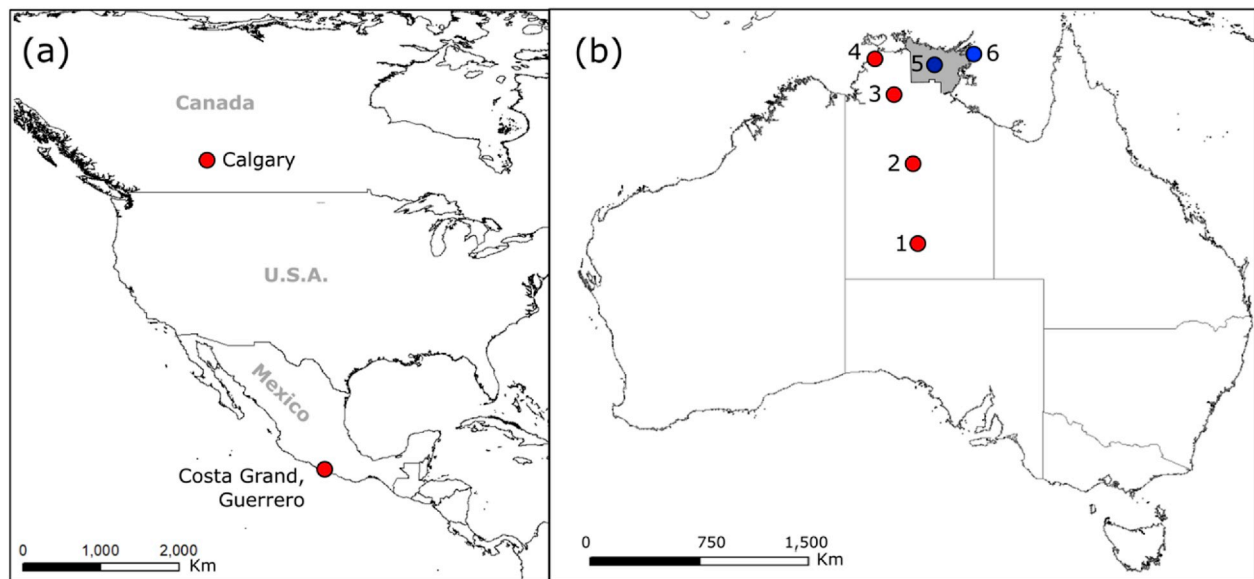 (a)
Canada
Calgary
U.S.A.
Mexico
Costa Grand,
Guerrero
0 1,000 2,000
Km
(b)
4
5
6
3
2
1
0 750 1,500
Km